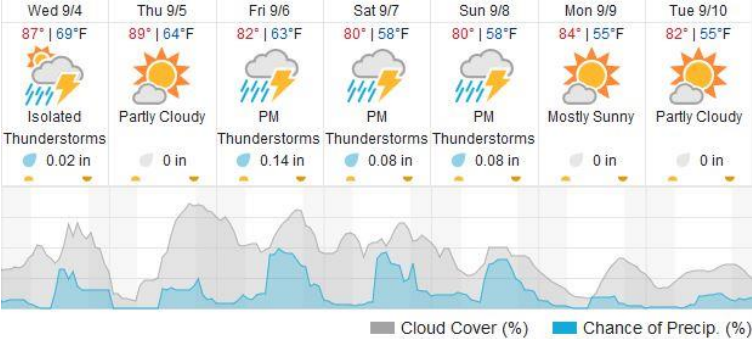 Wed 9/4 Thu 9/5 Fri 9/6 Sat 9/7 Sun 9/8 Mon 9/9 Tue 9/10
87° | 69°F 89° | 64°F 82° | 63°F 80° | 58°F 80° | 58°F 84° | 55°F 82° | 55°F
Isolated Partly Cloudy PM PM PM Mostly Sunny Partly Cloudy
Thunderstorms Thunderstorms Thunderstorms Thunderstorms
0.02 in 0 in 0.14 in 0.08 in 0.08 in 0 in 0 in
Cloud Cover (%) Chance of Precip. (%)